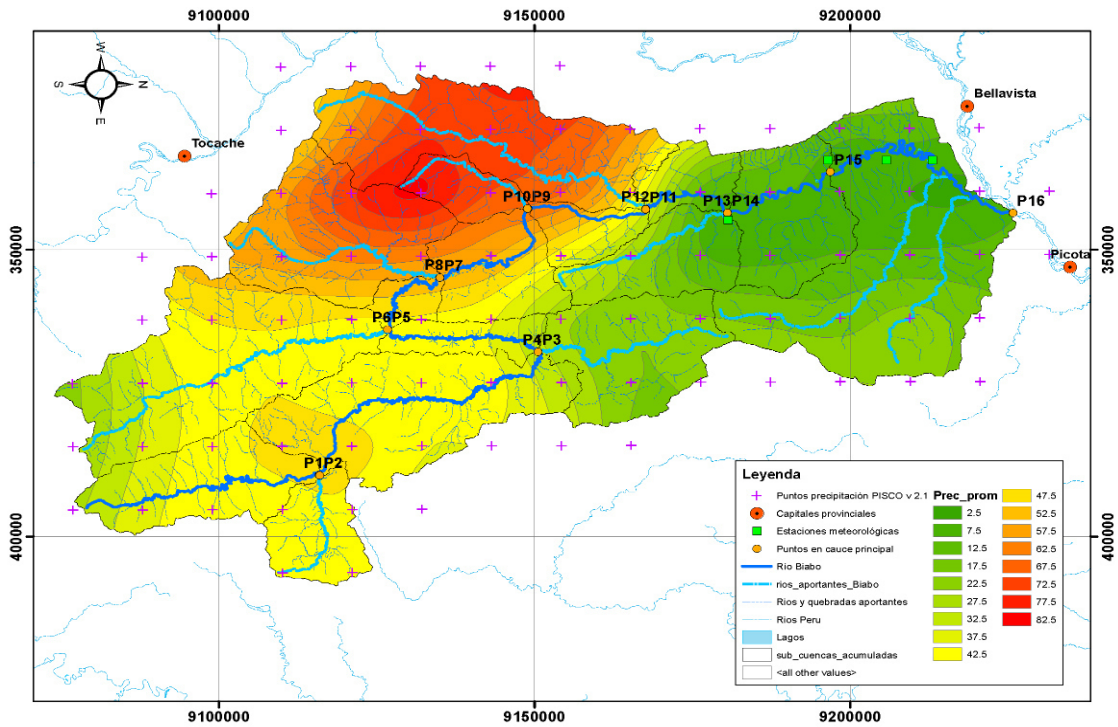 9100000 9150000 9200000
W
S N
E
Bellavista
Tocache
P15
P10P9 P12P11 P13P14 P16
350000 350000
Picota
P8P7
P6P5
P4P3
P1P2
400000 400000
Leyenda
Puntos precipitación PISCO v 2.1
Capitales provinciales
Estaciones meteorológicas
Puntos en cauce principal
Rio Biabo
rios_aportantes_Biabo
Rios y quebradas aportantes
Rios Peru
Lagos
sub_cuencas_acumuladas
<all other values>
Prec_prom
2.5
7.5
12.5
17.5
22.5
27.5
32.5
37.5
42.5
47.5
52.5
57.5
62.5
67.5
72.5
77.5
82.5
9100000 9150000 9200000